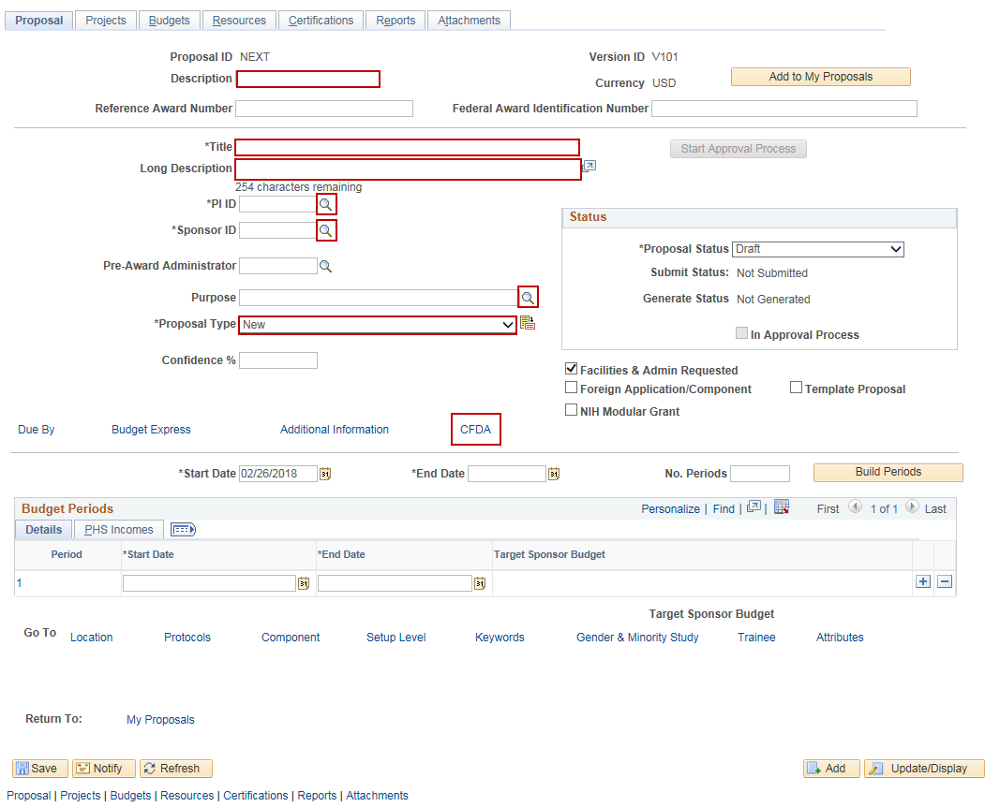 Proposal Projects Budgets Resources Certifications Reports Attachments
Proposal ID NEXT Version ID V101
Description Currency USD Add to My Proposals
Reference Award Number Federal Award Identification Number
*Title Start Approval Process
Long Description
254 characters remaining
*PI ID
*Sponsor ID
Status
*Proposal Status Draft
Pre-Award Administrator
Submit Status: Not Submitted
Purpose Generate Status Not Generated
*Proposal Type New
In Approval Process
Confidence %
Facilities & Admin Requested
Foreign Application/Component Template Proposal
NIH Modular Grant
Due By Budget Express Additional Information CFDA
*Start Date 02/26/2018 31 *End Date 31 No. Periods Build Periods
Budget Periods Personalize | Find | | First 1 of 1 Last
Details PHS Incomes
Period *Start Date *End Date Target Sponsor Budget
1 31 31
Target Sponsor Budget
Go To Location Protocols Component Setup Level Keywords Gender & Minority Study Trainee Attributes
Return To: My Proposals
Save Notify Refresh Add Update/Display
Proposal | Projects | Budgets | Resources | Certifications | Reports | Attachments